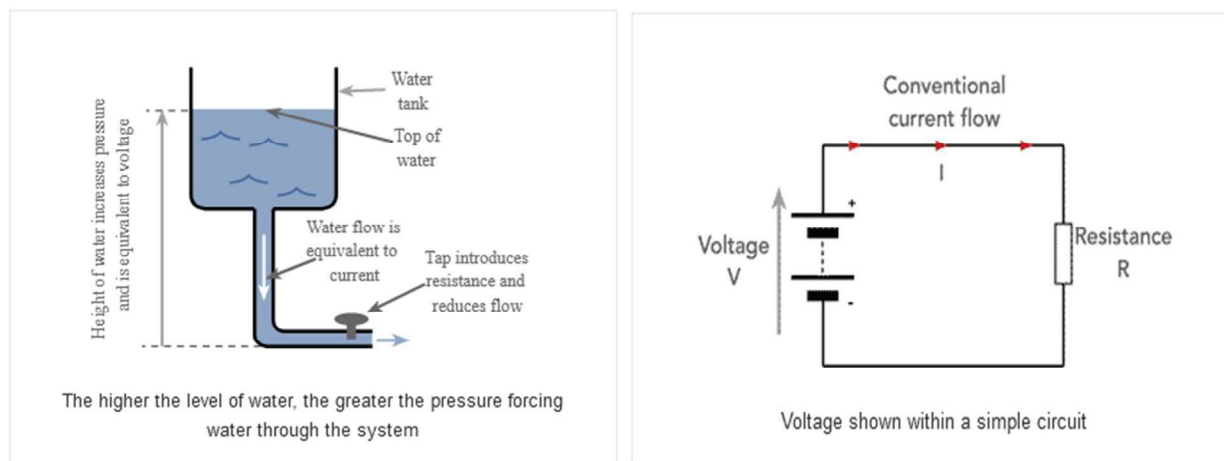 Height of water increases pressure
and is equivalent to voltage
Water
tank
Top of
water
Water flow is
equivalent to
current
Tap introduces
resistance and
reduces flow
The higher the level of water, the greater the pressure forcing
water through the system
Conventional
current flow
I
Voltage
V
+
-
Resistance
R
Voltage shown within a simple circuit